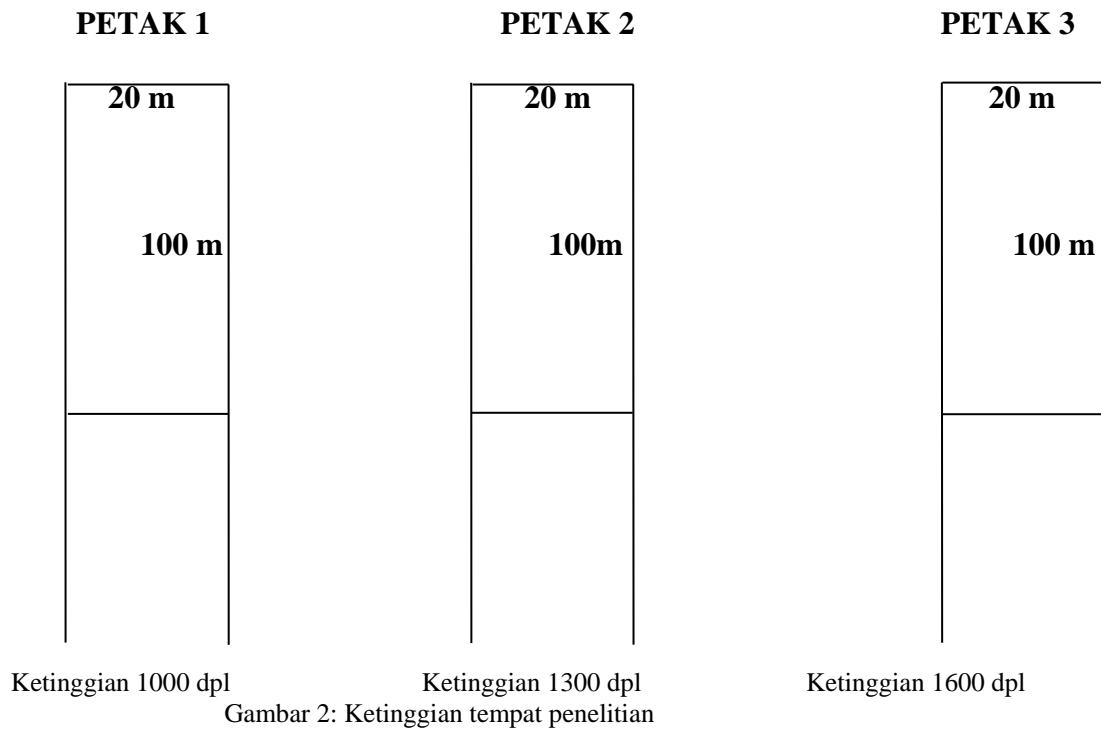 PETAK 1 PETAK 2 PETAK 3
20 m 20 m 20 m
100 m 100m 100 m
Ketinggian 1000 dpl Ketinggian 1300 dpl Ketinggian 1600 dpl
Gambar 2: Ketinggian tempat penelitian